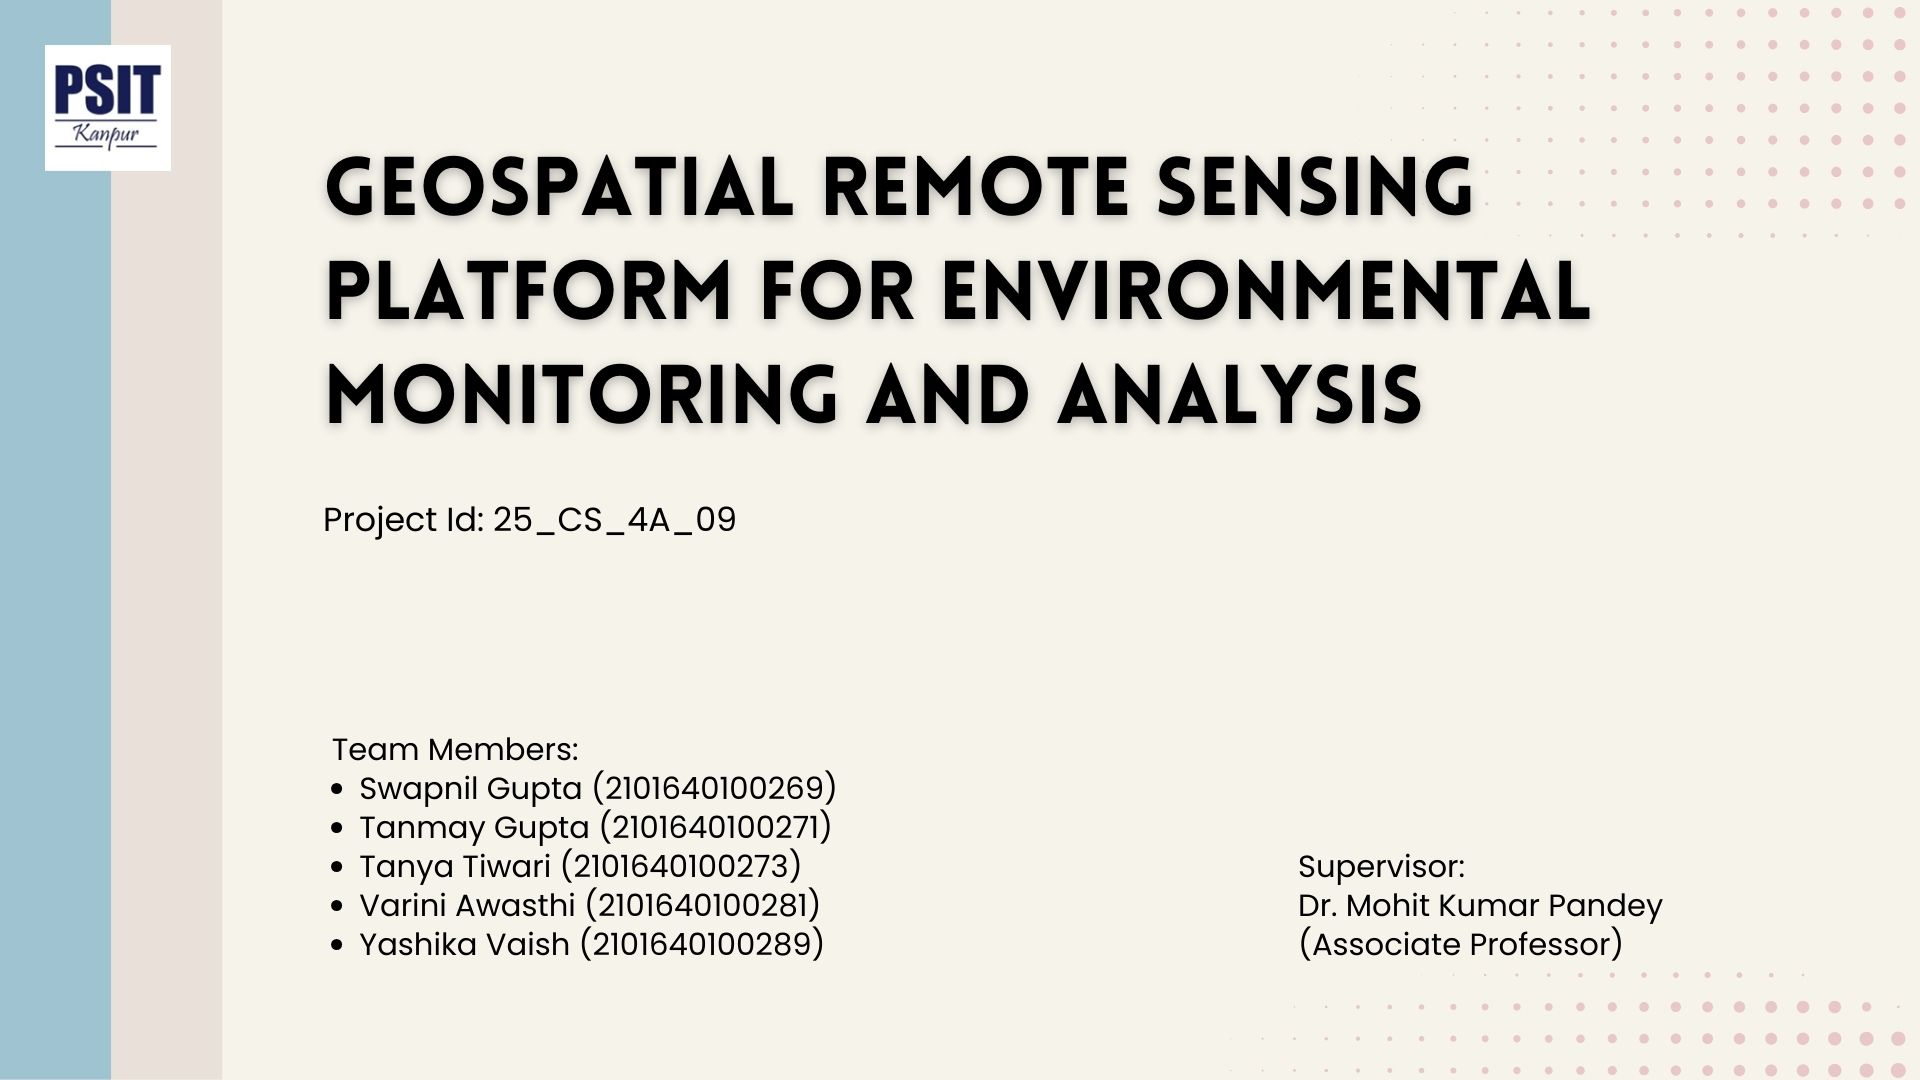 PSIT
Kanpur
GEOSPATIAL REMOTE SENSING
PLATFORM FOR ENVIRONMENTAL
MONITORING AND ANALYSIS
Project Id: 25_CS_4A_09
Team Members:
• Swapnil Gupta (2101640100269)
• Tanmay Gupta (2101640100271)
• Tanya Tiwari (2101640100273)
• Varini Awasthi (2101640100281)
• Yashika Vaish (2101640100289)
Supervisor:
Dr. Mohit Kumar Pandey
(Associate Professor)